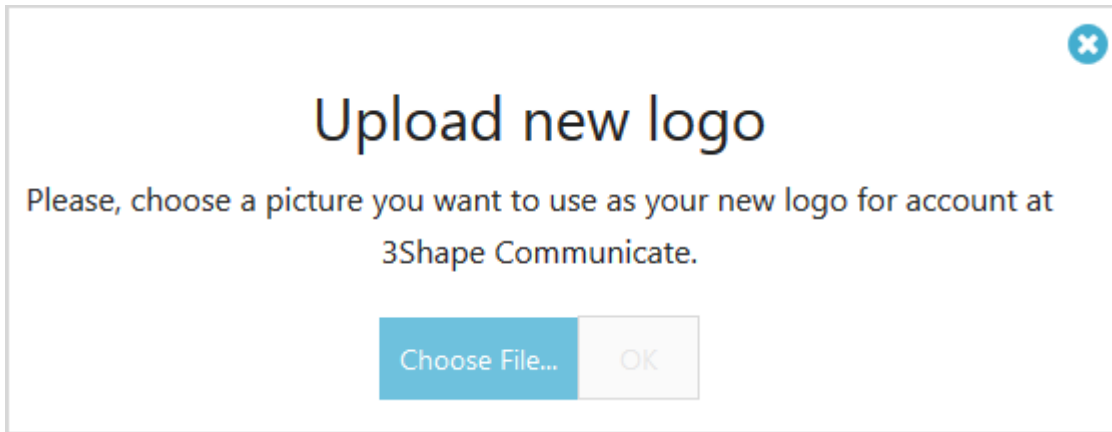 Upload new logo
Please, choose a picture you want to use as your new logo for account at
3Shape Communicate.
Choose File... OK